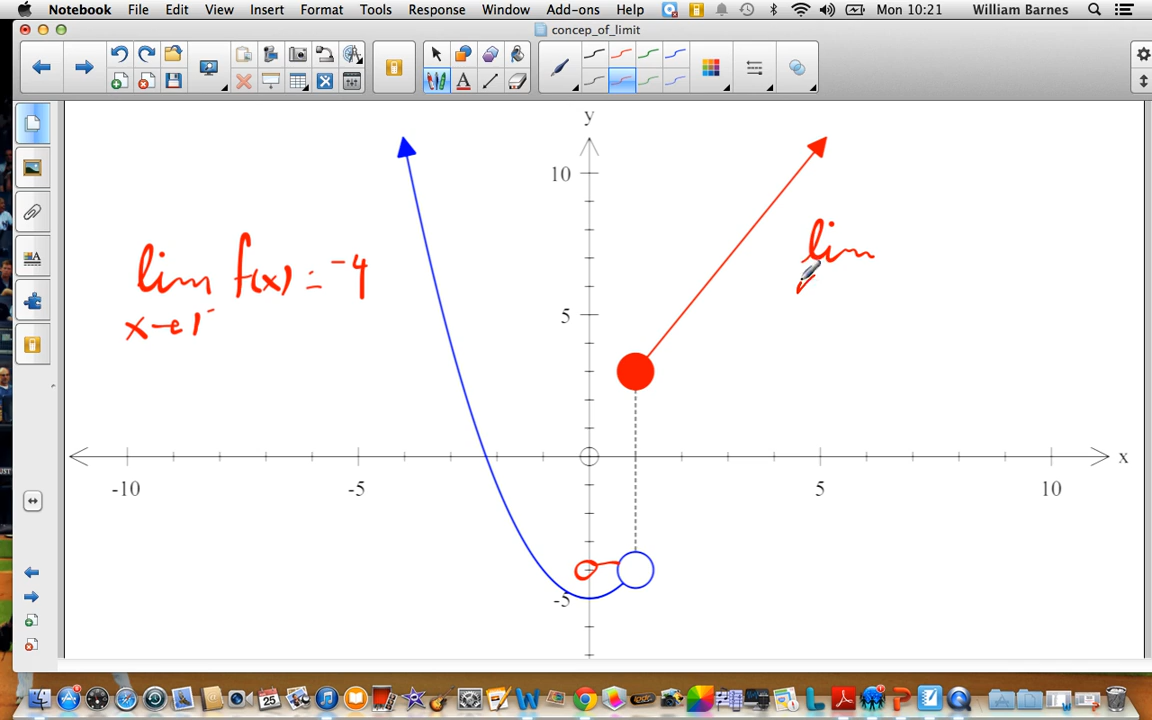 Notebook File Edit View Insert Format Tools Response Window Add-ons Help Mon 10:21 William Barnes
concep_of_limit
y
10
5
-5
-10 -5 5 10
x
lim f(x) = -4
x→1⁻
lim